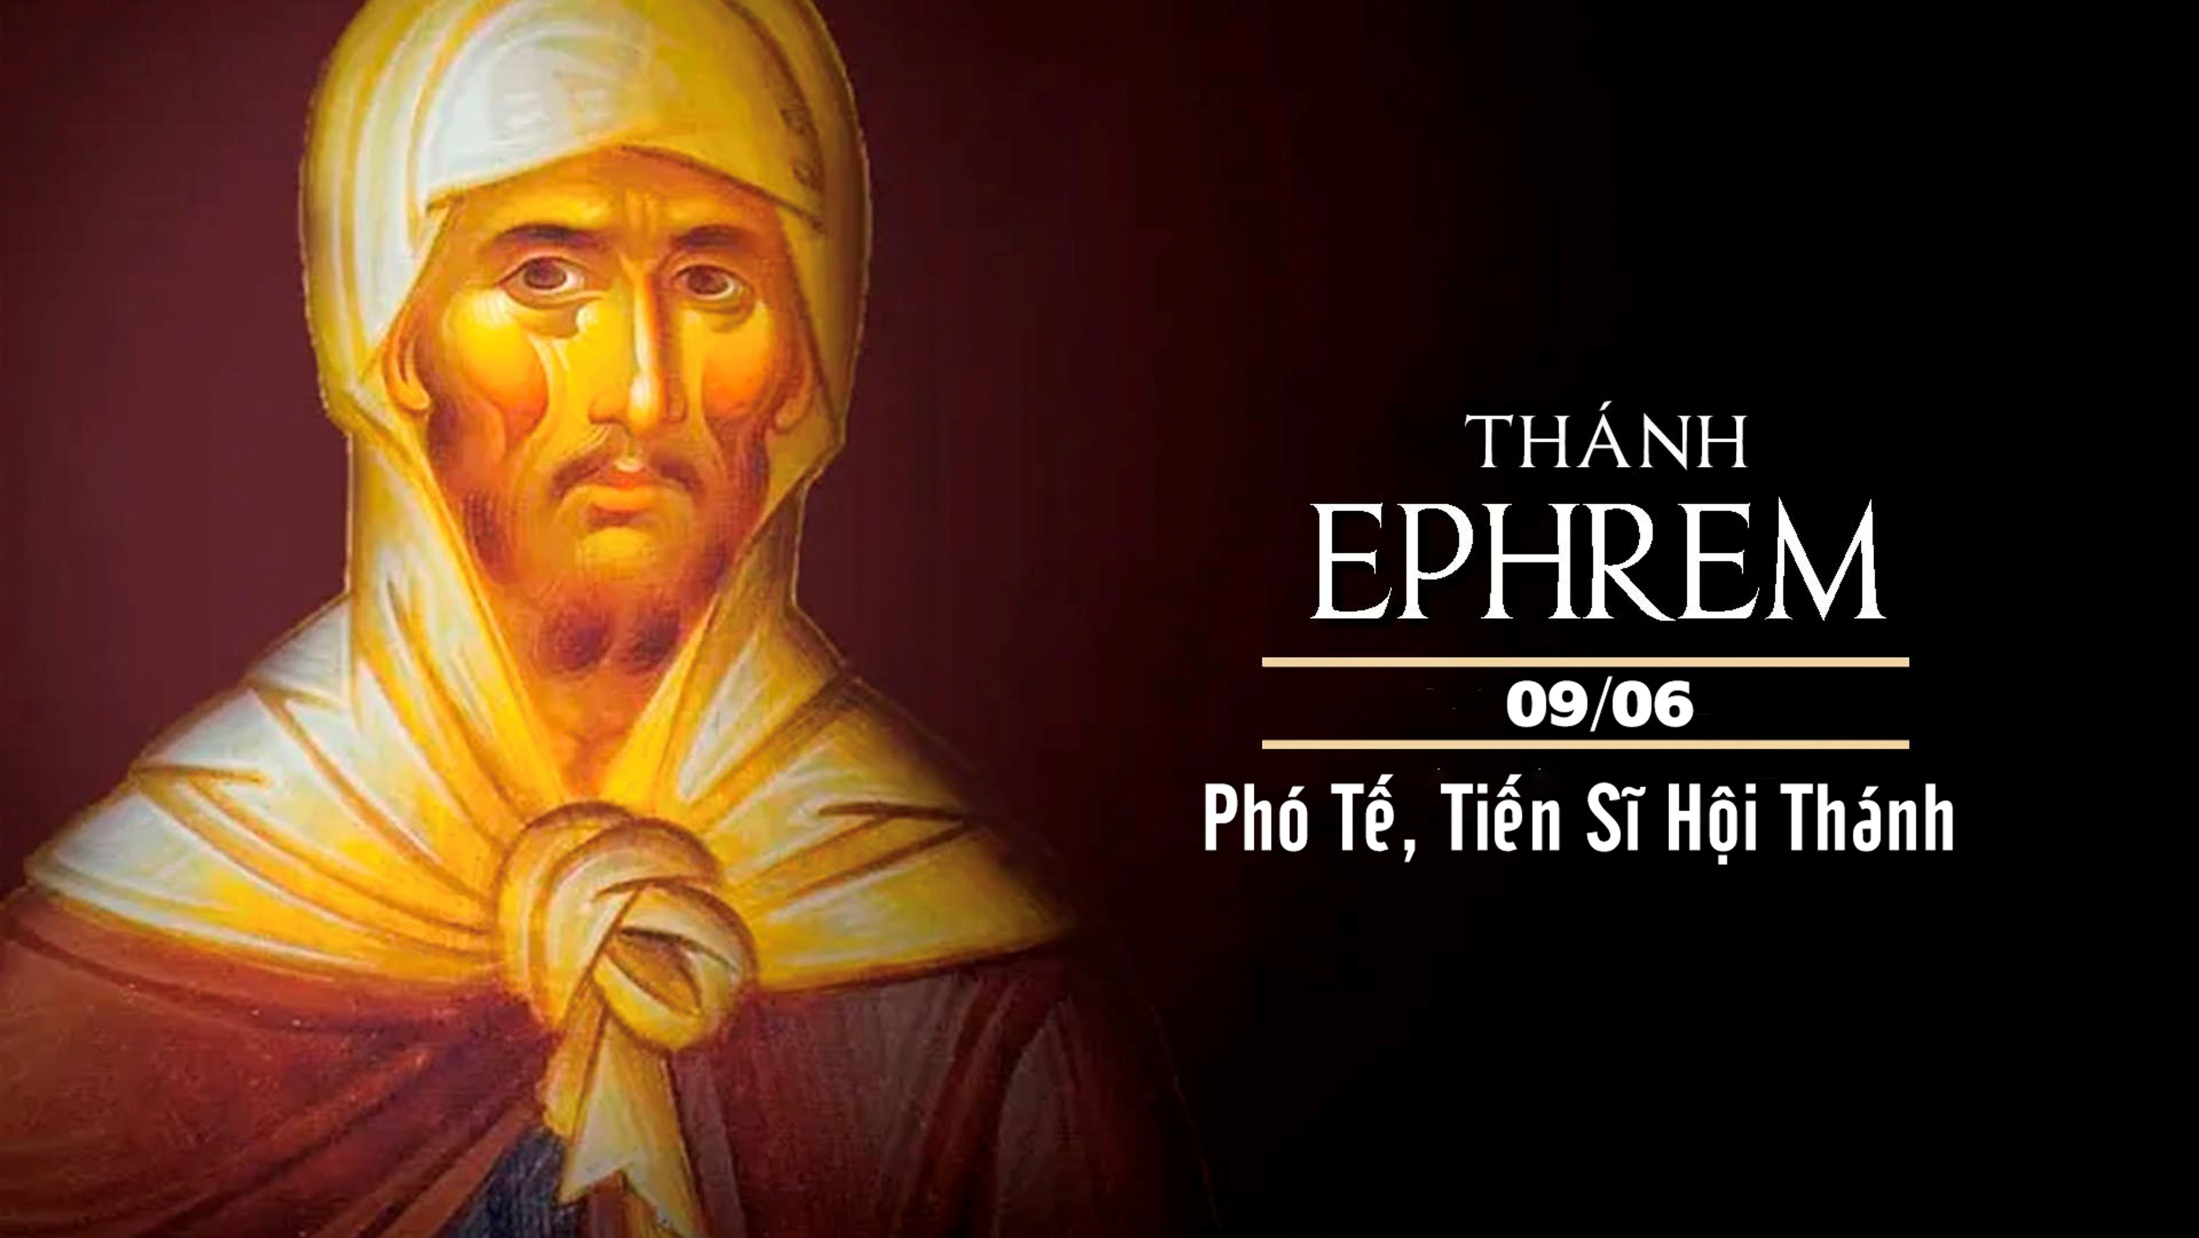 THÁNH
EPHREM
09/06
Phó Tế, Tiến Sĩ Hội Thánh